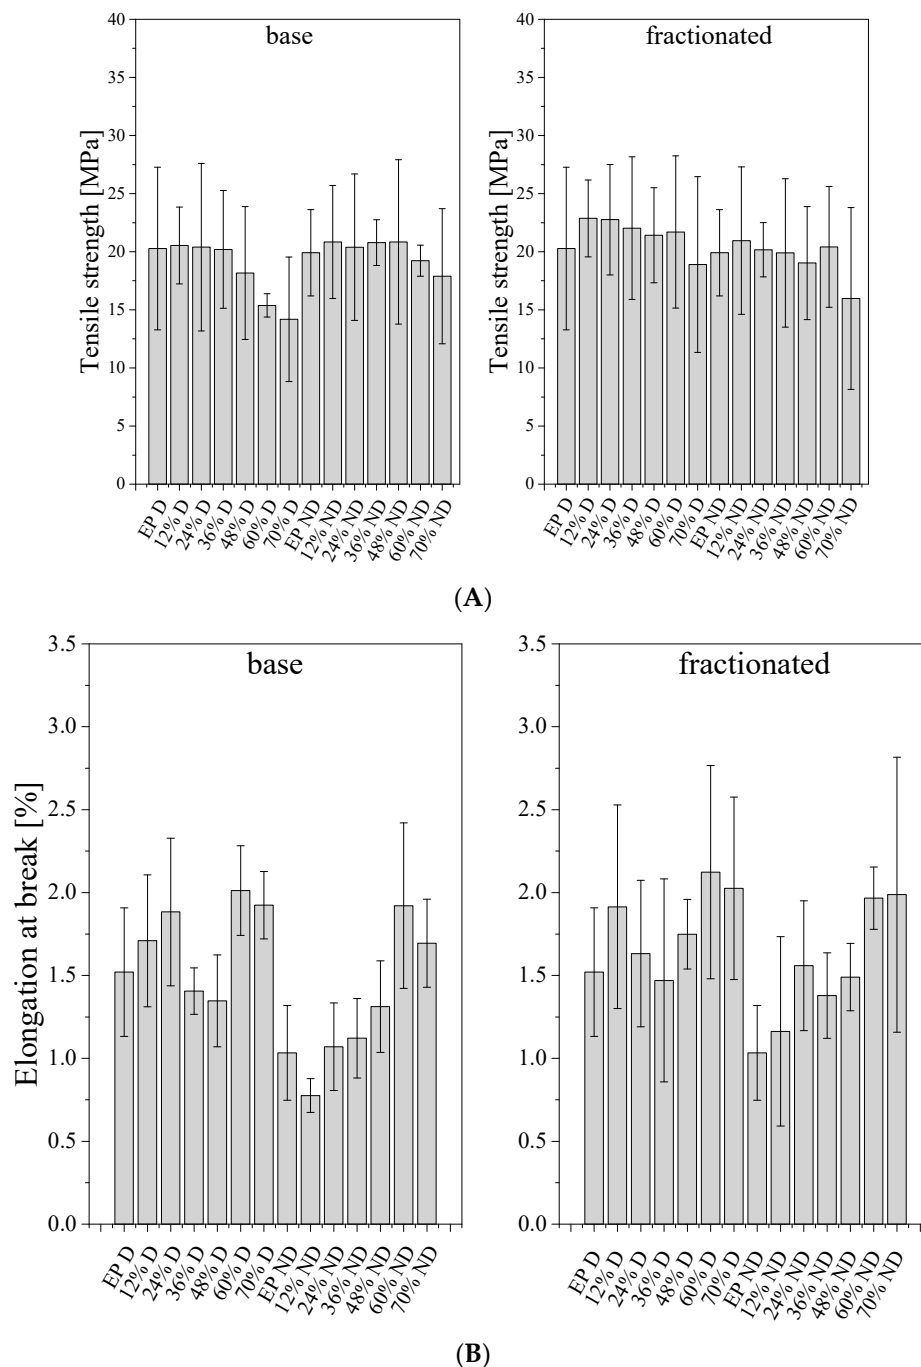 base
fractionated
Tensile strength [MPa]
40
35
30
25
20
15
10
5
0
EP D
12% D
24% D
36% D
48% D
60% D
70% D
EP ND
12% ND
24% ND
36% ND
48% ND
60% ND
70% ND
Tensile strength [MPa]
40
35
30
25
20
15
10
5
0
EP D
12% D
24% D
36% D
48% D
60% D
70% D
EP ND
12% ND
24% ND
36% ND
48% ND
60% ND
70% ND
(A)
base
fractionated
Elongation at break [%]
3.5
3.0
2.5
2.0
1.5
1.0
0.5
0.0
EP D
12% D
24% D
36% D
48% D
60% D
70% D
EP ND
12% ND
24% ND
36% ND
48% ND
60% ND
70% ND
3.5
3.0
2.5
2.0
1.5
1.0
0.5
0.0
EP D
12% D
24% D
36% D
48% D
60% D
70% D
EP ND
12% ND
24% ND
36% ND
48% ND
60% ND
70% ND
(B)